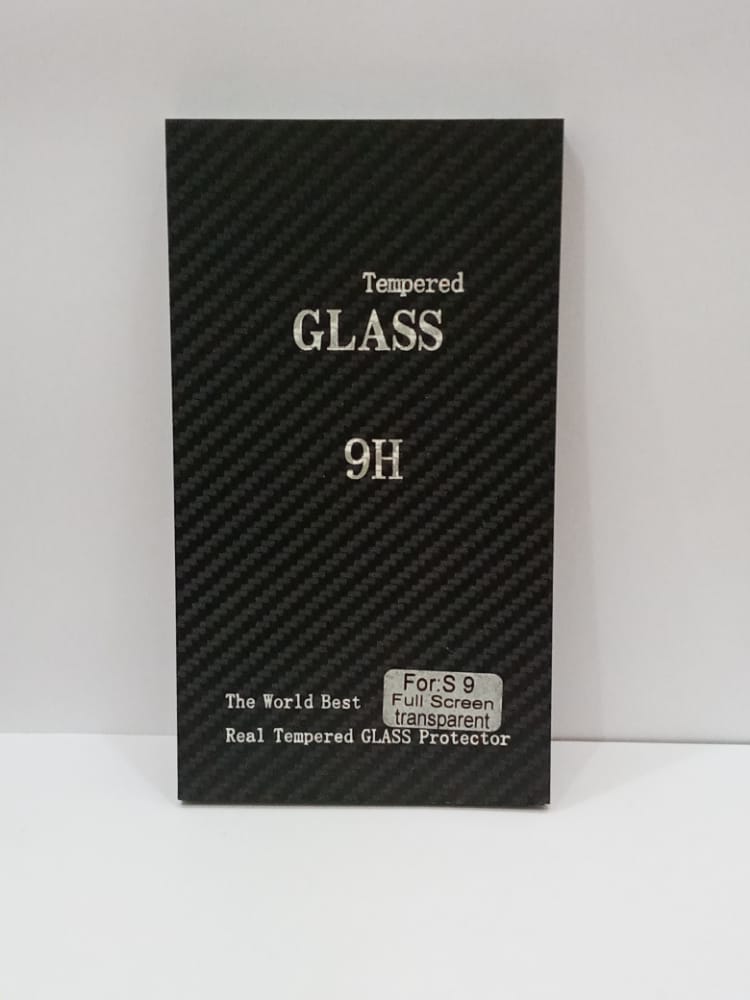 Tempered
GLASS
9H
For:S 9
Full Screen
transparent
The World Best
Real Tempered GLASS Protector